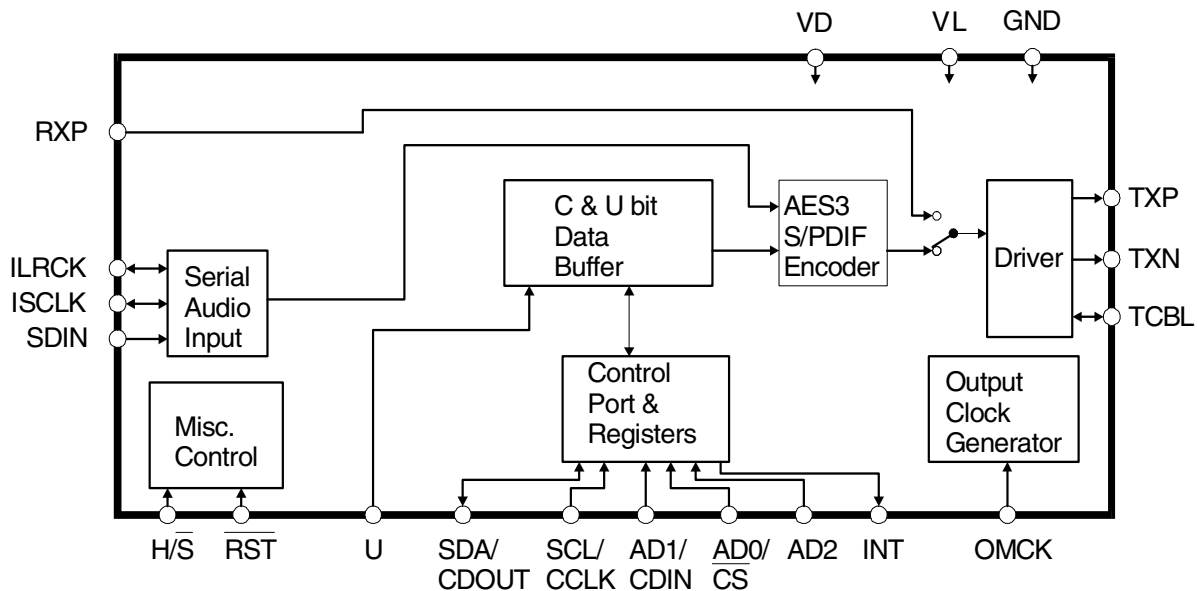 VD
VL
GND
RXP
C & U bit
Data
Buffer
AES3
S/PDIF
Encoder
Driver
TXP
TXN
TCBL
ILRCK
ISCLK
SDIN
Serial
Audio
Input
Misc.
Control
Control
Port &
Registers
Output
Clock
Generator
H/S̅
R̅S̅T̅
U
SDA/
CDOUT
SCL/
CCLK
AD1/
CDIN
AD0/
C̅S̅
AD2
INT
OMCK